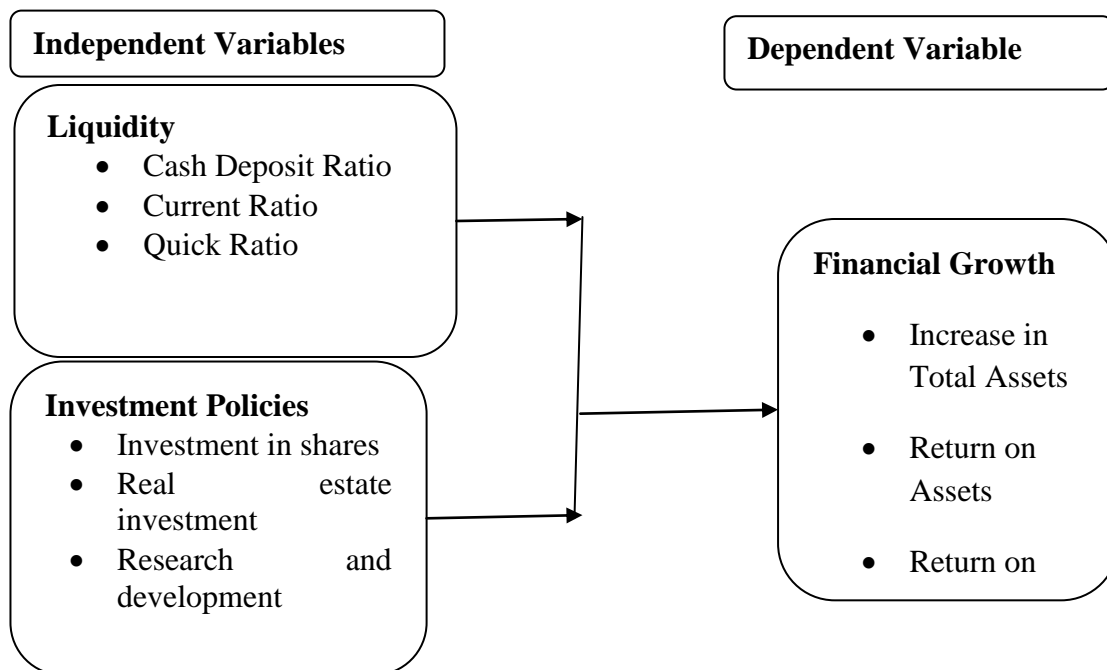 Independent Variables
Dependent Variable
Liquidity
• Cash Deposit Ratio
• Current Ratio
• Quick Ratio
Investment Policies
• Investment in shares
• Real estate
investment
• Research and
development
Financial Growth
• Increase in
Total Assets
• Return on
Assets
• Return on